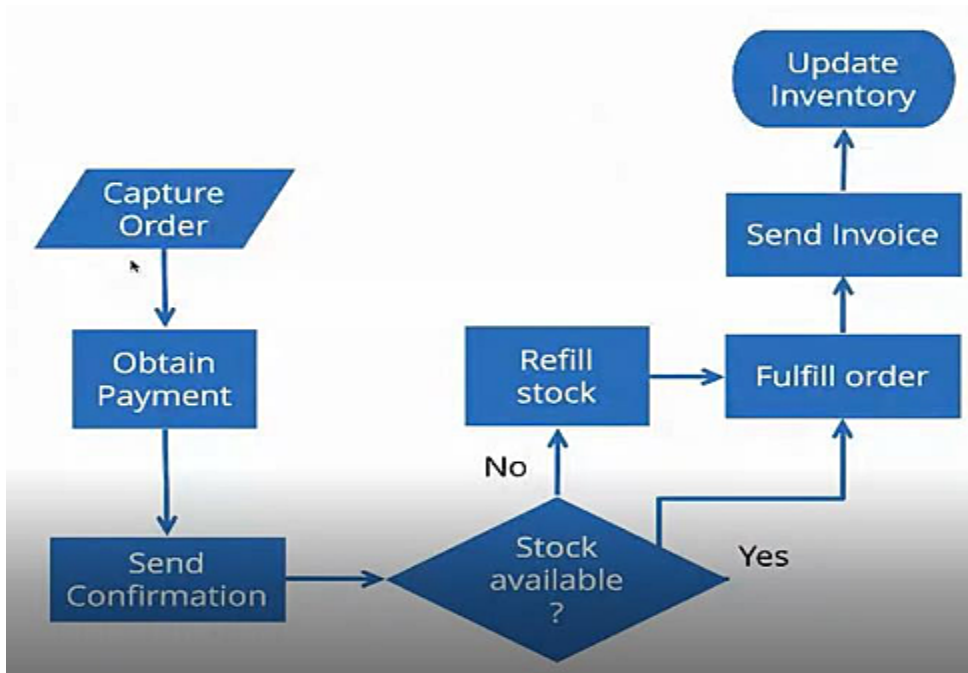 Capture
Order
Obtain
Payment
Send
Confirmation
Stock
available
?
No
Refill
stock
Yes
Fulfill order
Send Invoice
Update
Inventory